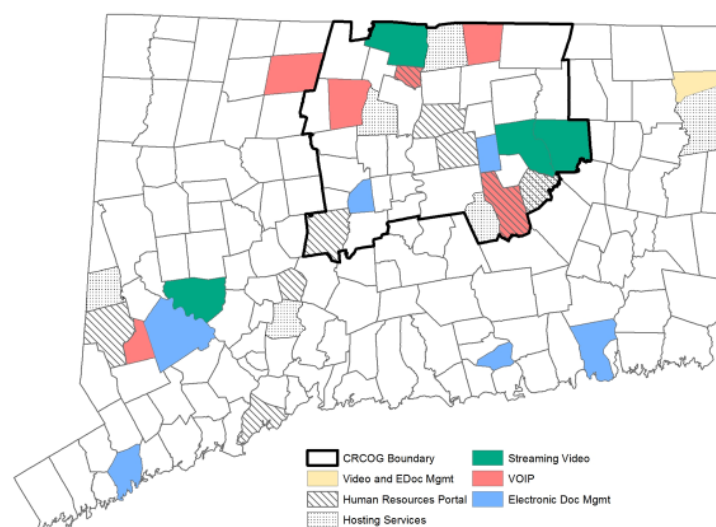 CRCOG Boundary
Streaming Video
Video and EDoc Mgmt
VOIP
Human Resources Portal
Electronic Doc Mgmt
Hosting Services